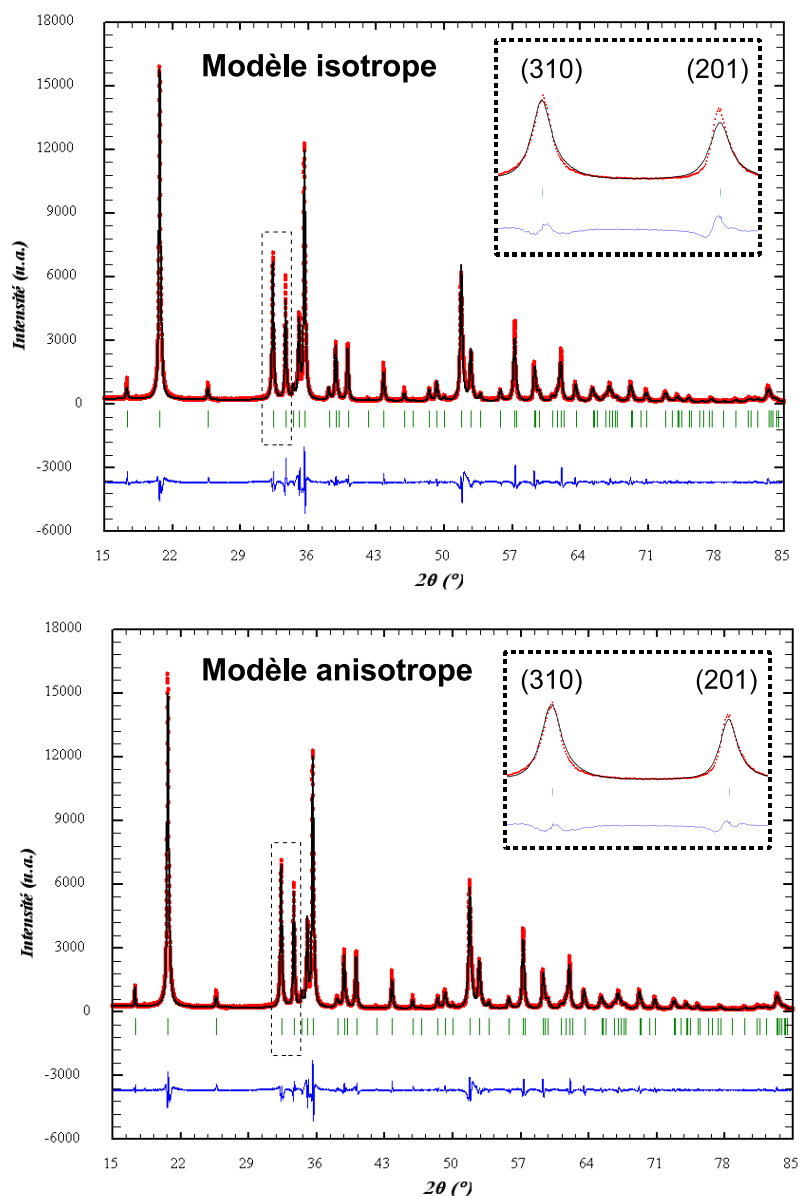 18000
15000
12000
9000
6000
3000
0
-3000
-6000
Intensité (u.a.)
Modèle isotrope
(310) (201)
15 22 29 36 43 50 57 64 71 78 85
2θ (°)
18000
15000
12000
9000
6000
3000
0
-3000
-6000
Intensité (u.a.)
Modèle anisotrope
(310) (201)
15 22 29 36 43 50 57 64 71 78 85
2θ (°)